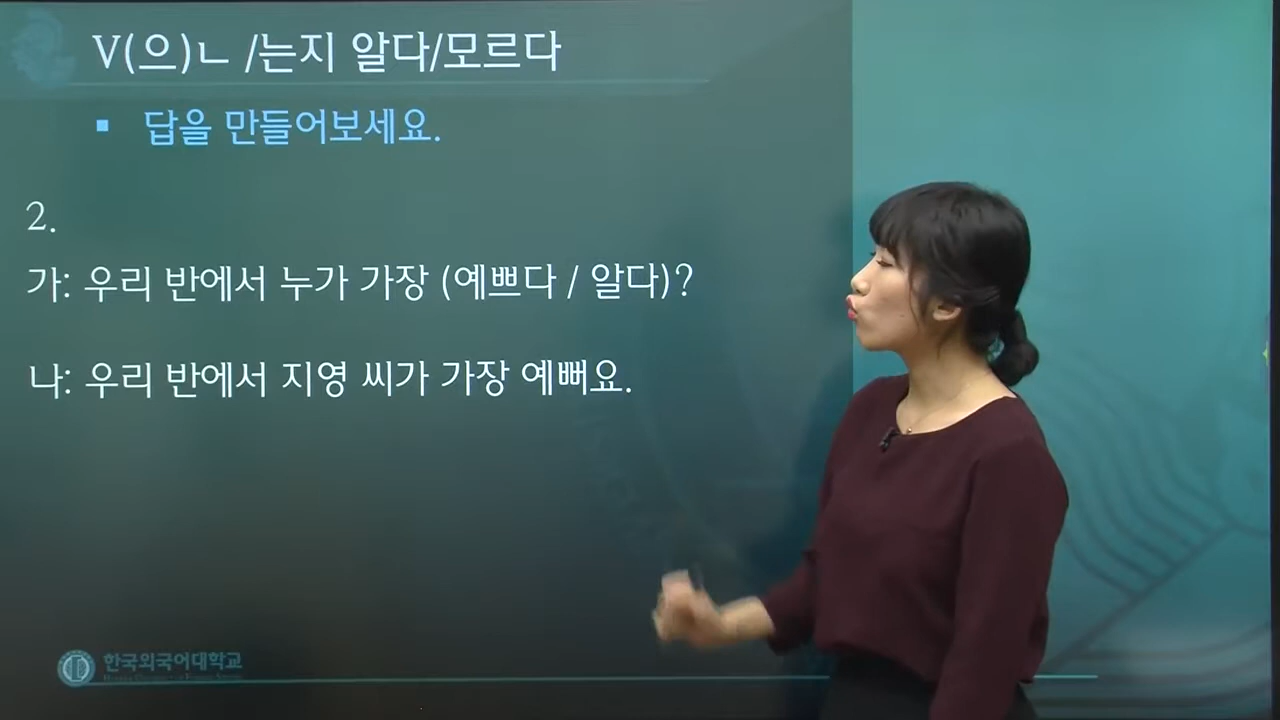 V(으)ㄴ /는지 알다/모르다
▪ 답을 만들어보세요.
2.
가: 우리 반에서 누가 가장 (예쁘다 / 알다)?
나: 우리 반에서 지영 씨가 가장 예뻐요.
한국외국어대학교